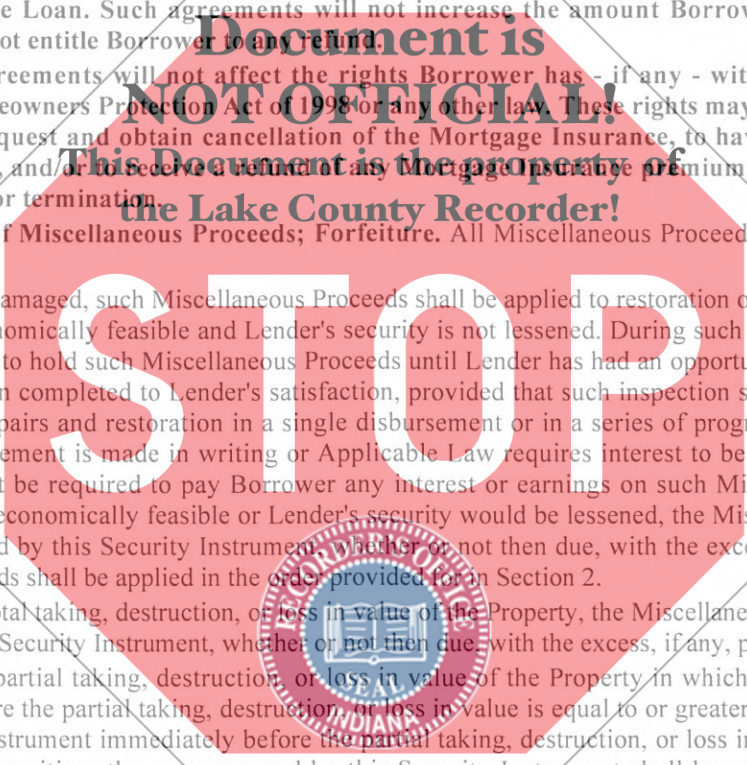 e Loan. Such agreements will not increase the amount Borrow
ot entitle Borrower to any refund.
Document is
reements will not affect the rights Borrower has - if any - wit
NOT OFFICIAL!
eowners Protection Act of 1998 or any other law. These rights may
quest and obtain cancellation of the Mortgage Insurance, to hav
This Document is the property of
, and/or to receive a refund of any Mortgage Insurance premium
or termination.
the Lake County Recorder!
f Miscellaneous Proceeds; Forfeiture. All Miscellaneous Proceed
STOP
amaged, such Miscellaneous Proceeds shall be applied to restoration o
nomically feasible and Lender's security is not lessened. During such
to hold such Miscellaneous Proceeds until Lender has had an opportu
n completed to Lender's satisfaction, provided that such inspection s
pairs and restoration in a single disbursement or in a series of progr
ement is made in writing or Applicable Law requires interest to be
t be required to pay Borrower any interest or earnings on such Mi
economically feasible or Lender's security would be lessened, the Mis
d by this Security Instrument, whether or not then due, with the exce
ds shall be applied in the order provided for in Section 2.
RECORDER'S OFFICE
otal taking, destruction, or loss in value of the Property, the Miscellane
Security Instrument, whether or not then due, with the excess, if any, p
partial taking, destruction, or loss in value of the Property in which
SEAL
re the partial taking, destruction, or loss in value is equal to or greater
INDIANA
strument immediately before the partial taking, destruction, or loss in